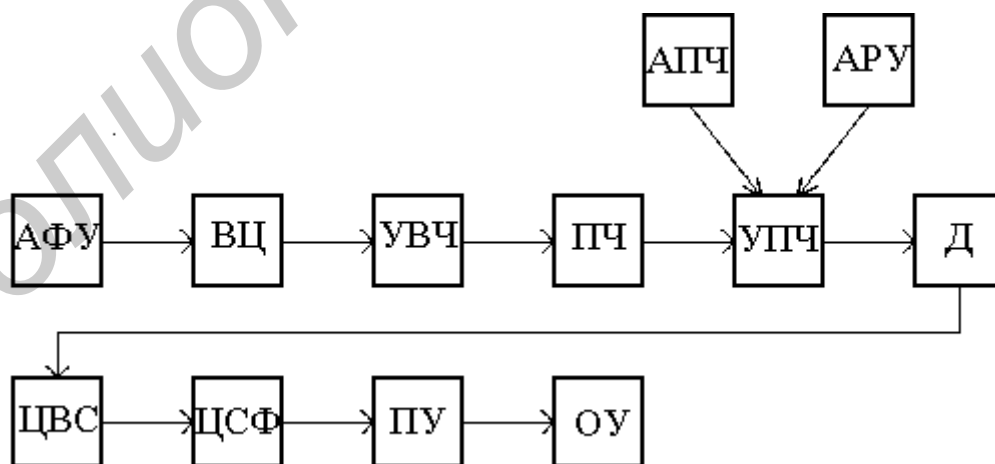 АПЧ АРУ
АФУ ВЦ УВЧ ПЧ УПЧ Д
ЦВС ЦСФ ПУ ОУ